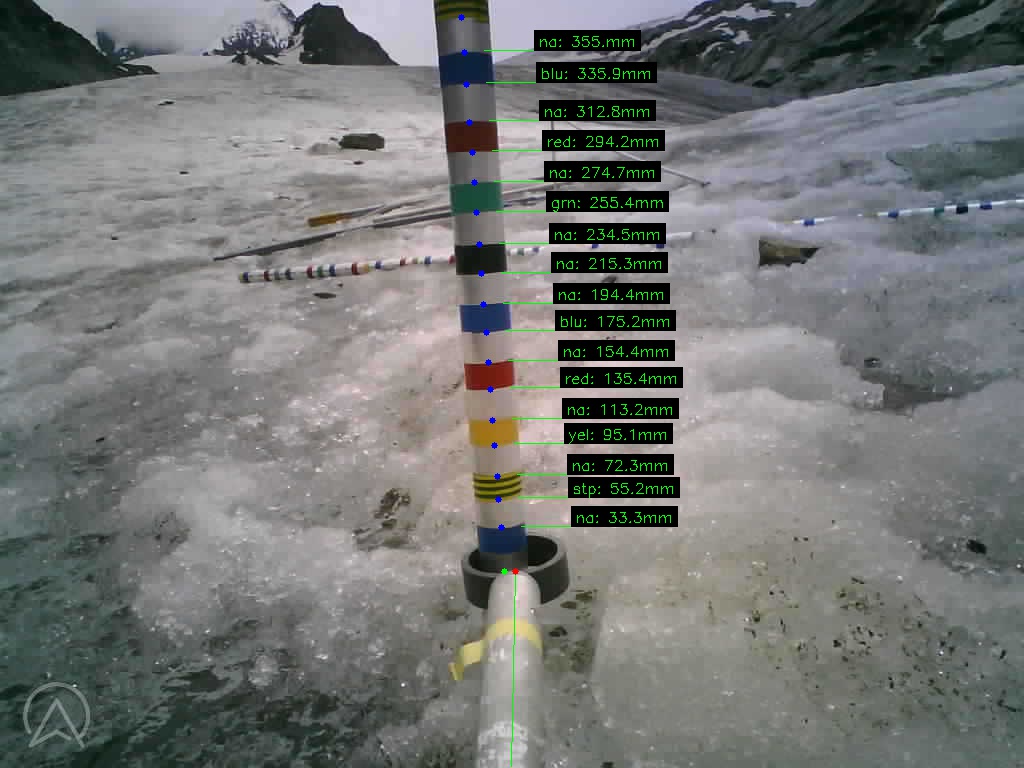 na: 355.mm
blu: 335.9mm
na: 312.8mm
red: 294.2mm
na: 274.7mm
grn: 255.4mm
na: 234.5mm
na: 215.3mm
na: 194.4mm
blu: 175.2mm
na: 154.4mm
red: 135.4mm
na: 113.2mm
yel: 95.1mm
na: 72.3mm
stp: 55.2mm
na: 33.3mm